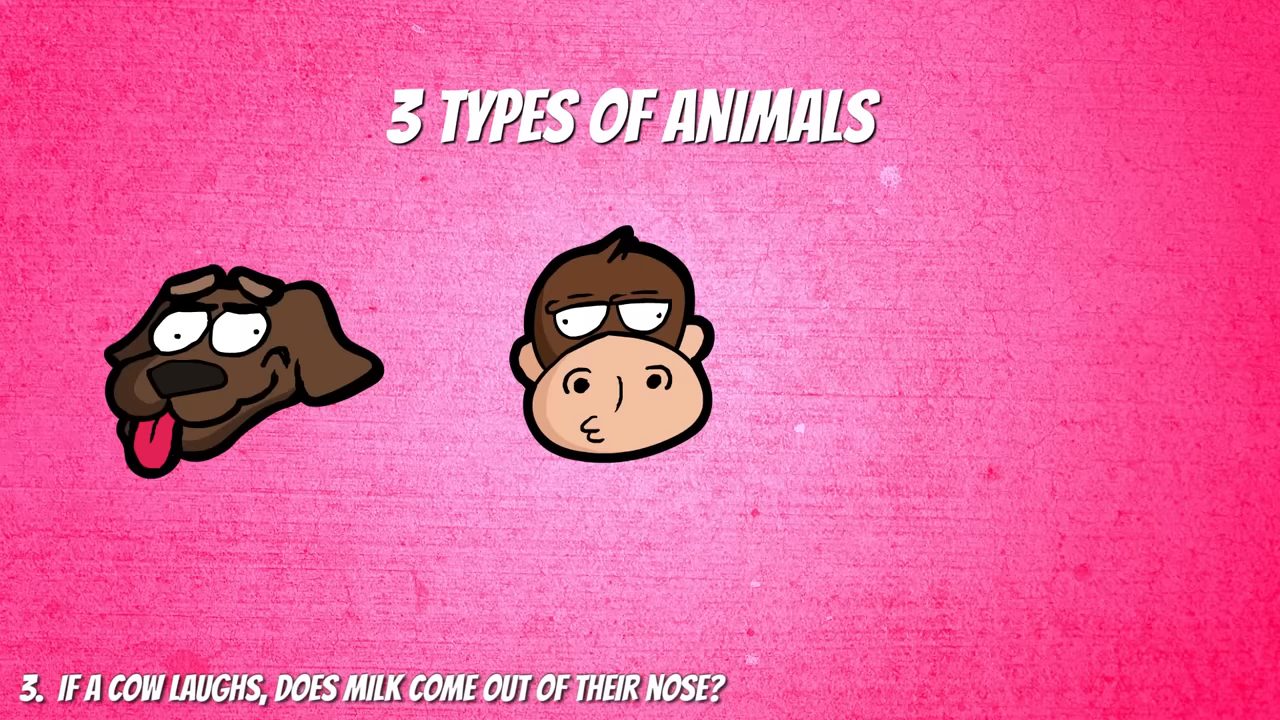 3 TYPES OF ANIMALS
3. IF A COW LAUGHS, DOES MILK COME OUT OF THEIR NOSE?